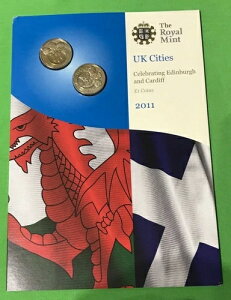 The
Royal
Mint
UK Cities
Celebrating Edinburgh
and Cardiff
£1 Coins
2011